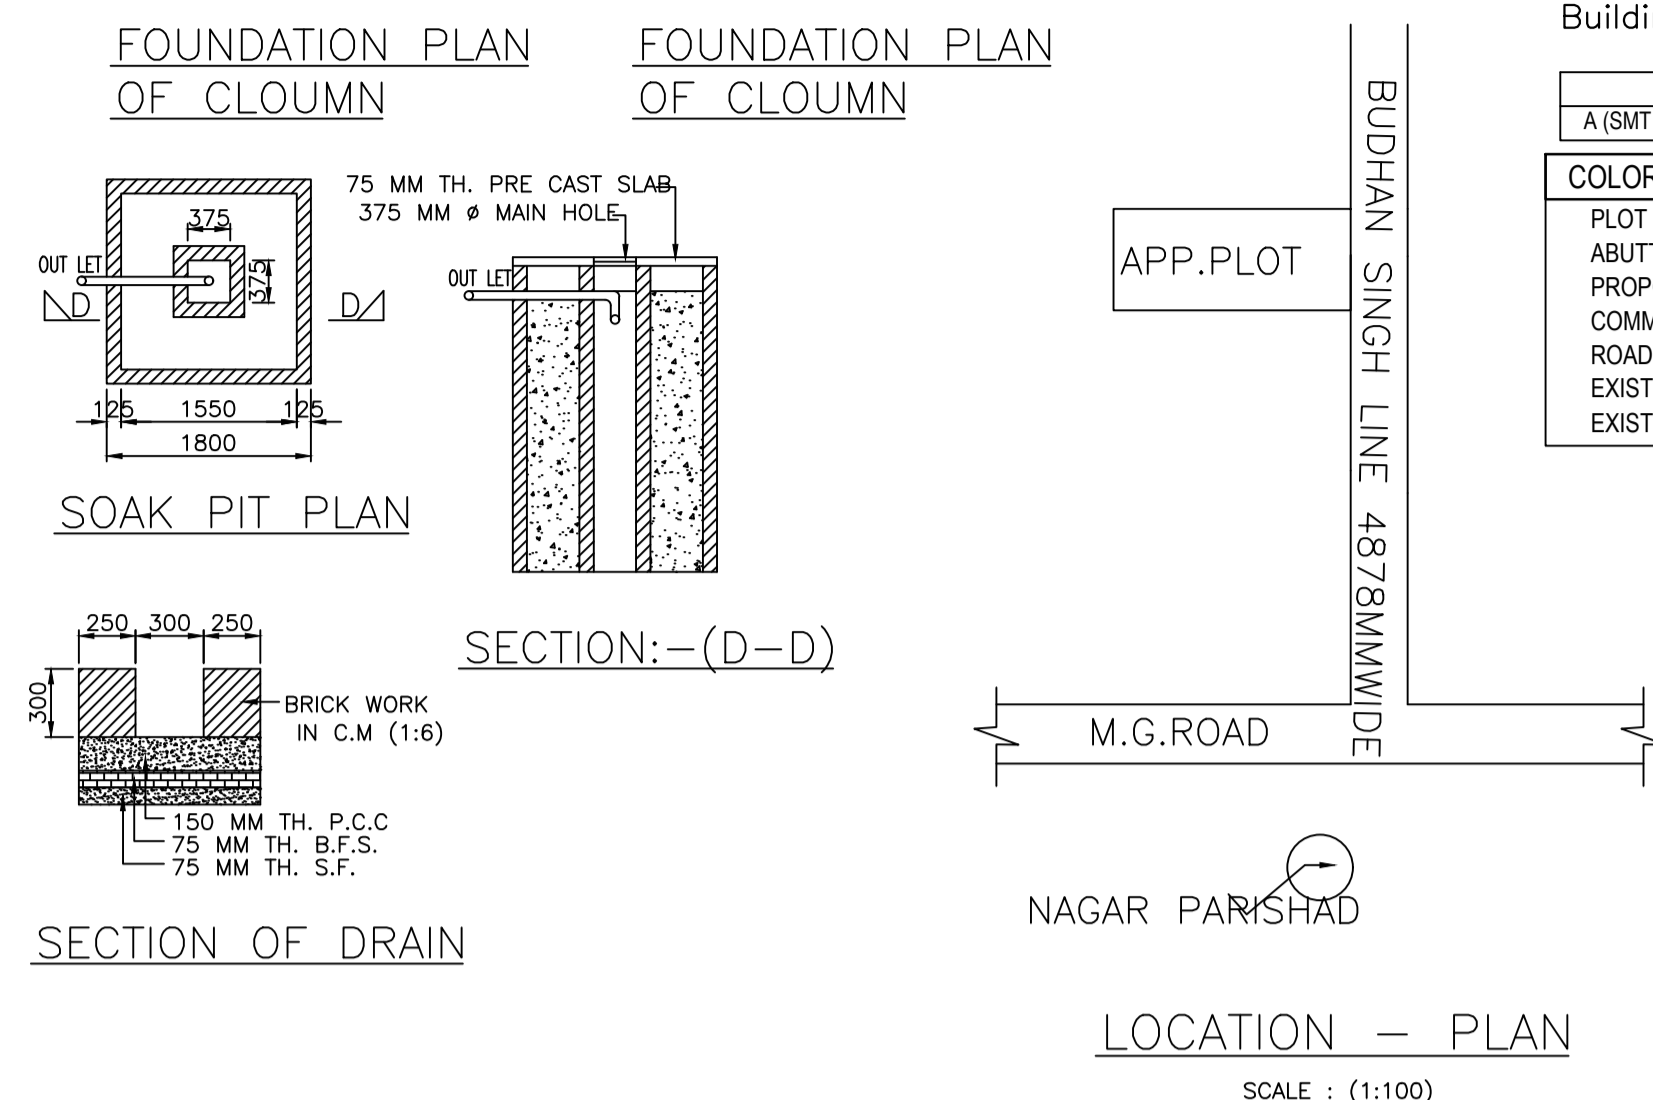 FOUNDATION PLAN
OF CLOUMN
FOUNDATION PLAN
OF CLOUMN
75 MM TH. PRE CAST SLAB
375 MM ø MAIN HOLE
375
375
OUT LET
D
D
125 1550 125
1800
SOAK PIT PLAN
OUT LET
SECTION:-(D-D)
250 300 250
300
BRICK WORK
IN C.M (1:6)
150 MM TH. P.C.C
75 MM TH. B.F.S.
75 MM TH. S.F.
SECTION OF DRAIN
APP.PLOT
BUDHAN SINGH LINE 4878MMWIDE
M.G.ROAD
NAGAR PARISHAD
LOCATION - PLAN
SCALE : (1:100)
Buildi
A (SMT
COLOR
PLOT
ABUTT
PROP
COMM
ROAD
EXIST
EXIST